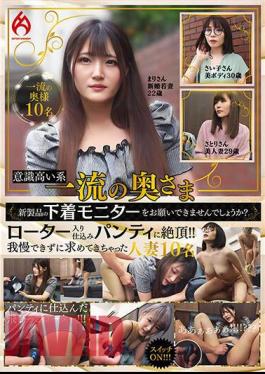 さい子さん
美ボディ30歳
まりさん
新婚若妻
22歳
一流の
奥様
10名
さとりさん
美人妻29歳
意識高い系
一流の奥さま
新製品の下着モニターをお願いできませんでしょうか?
ローター入り仕込みパンティに絶頂!!
我慢できずに求めてきちゃった人妻10名
パンティに仕込んだ
スイッチ
ON!!!